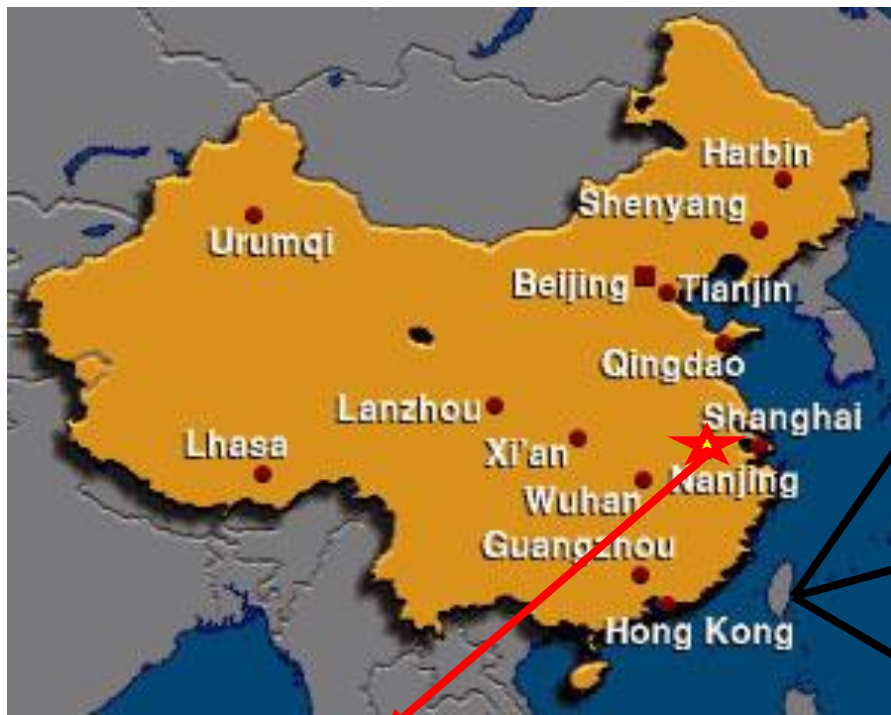 Harbin
Shenyang
Urumqi
Beijing
Tianjin
Qingdao
Lanzhou
Shanghai
Lhasa
Xi'an
Nanjing
Wuhan
Guangzhou
Hong Kong